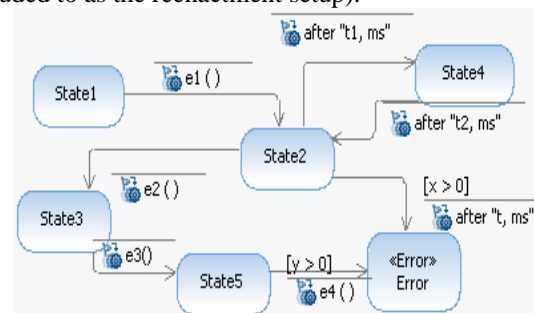 added to as the reenactment setup).
after "t1, ms"
State4
e1 ( )
State1
after "t2, ms"
State2
e2 ( )
[x > 0]
State3
after "t, ms"
e3()
[y > 0]
«Error»
Error
State5
e4 ( )